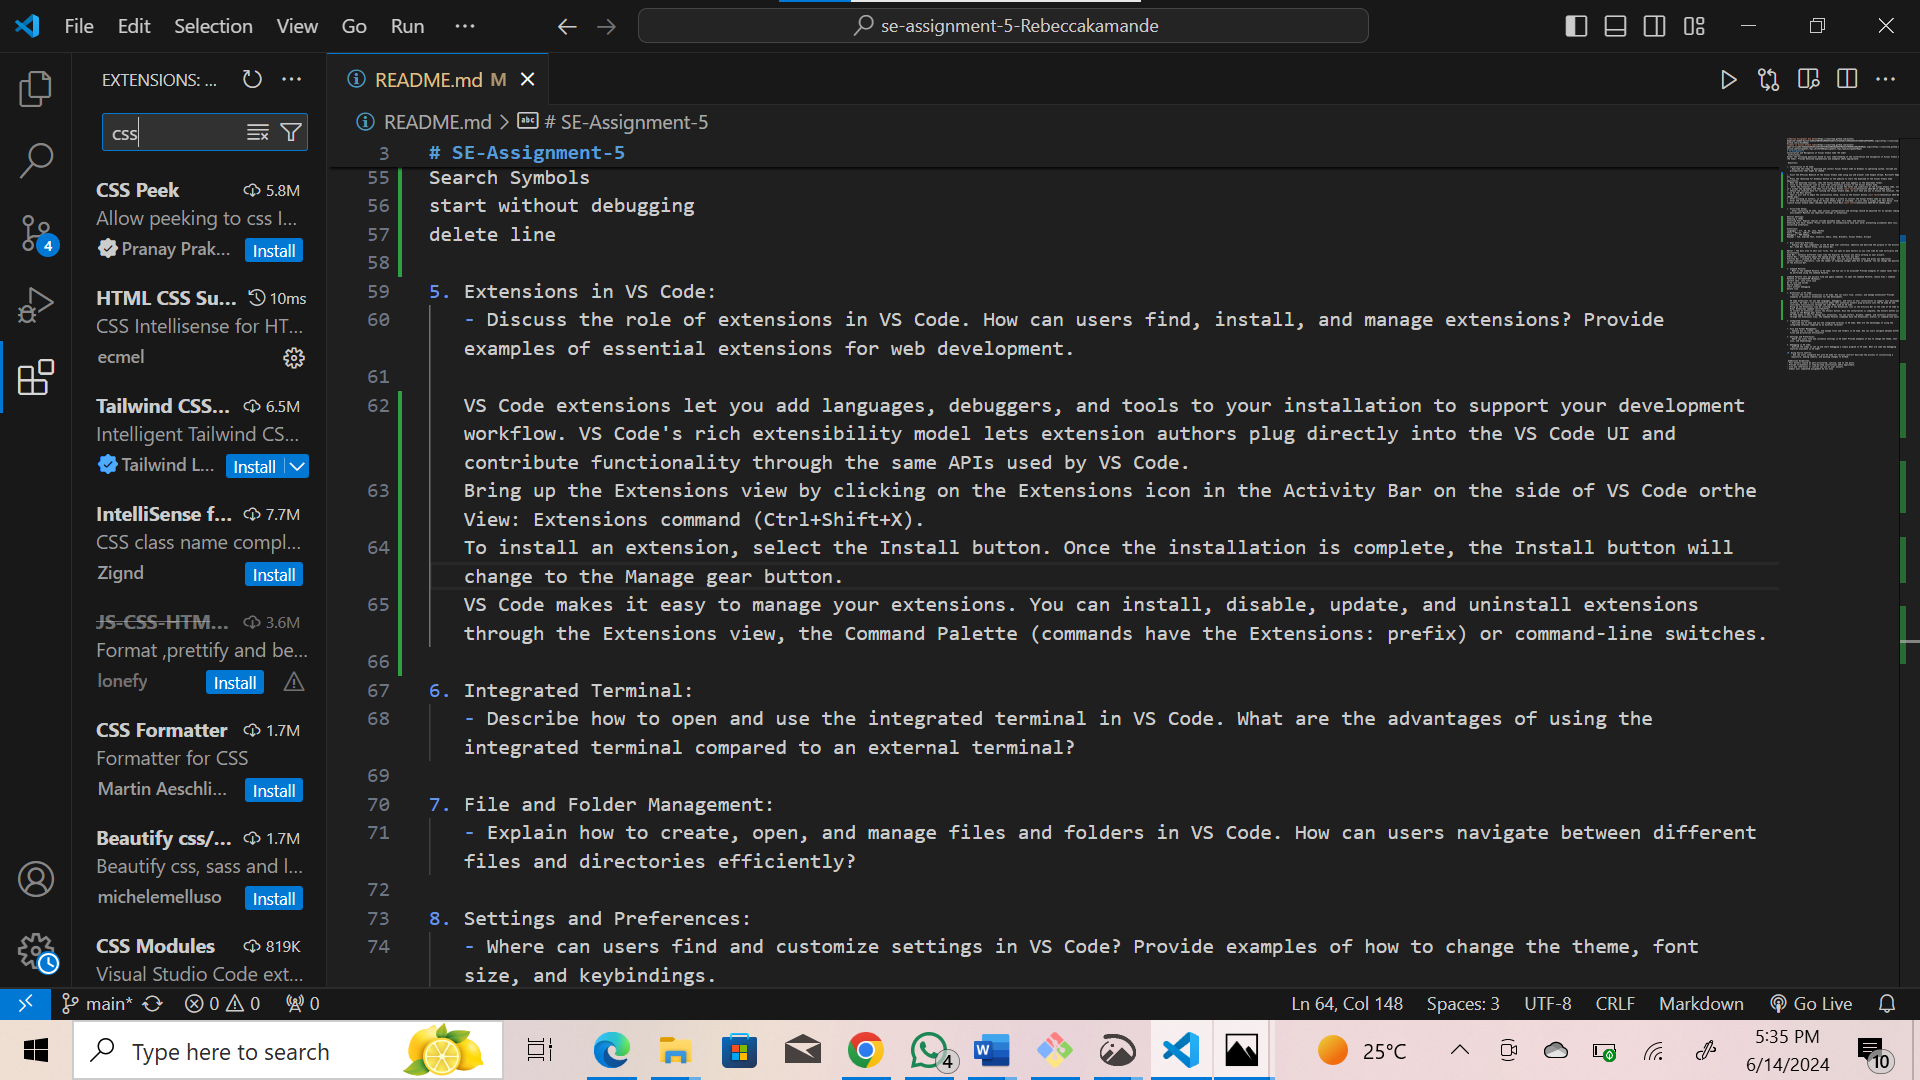 File Edit Selection View Go Run ···
se-assignment-5-Rebeccakamande
EXTENSIONS: ...
README.md M
css
README.md > # SE-Assignment-5
CSS Peek 5.8M
Allow peeking to css I...
Pranay Prak... Install
HTML CSS Su... 10ms
CSS Intellisense for HT...
ecmel
Tailwind CSS... 6.5M
Intelligent Tailwind CS...
Tailwind L... Install
IntelliSense f... 7.7M
CSS class name compl...
Zignd Install
JS-CSS-HTM... 3.6M
Format ,prettify and be...
lonefy Install
CSS Formatter 1.7M
Formatter for CSS
Martin Aeschli... Install
Beautify css/... 1.7M
Beautify css, sass and l...
michelemelluso Install
CSS Modules 819K
Visual Studio Code ext...
3 # SE-Assignment-5
55 Search Symbols
56 start without debugging
57 delete line
58
59 5. Extensions in VS Code:
60 - Discuss the role of extensions in VS Code. How can users find, install, and manage extensions? Provide
examples of essential extensions for web development.
61
62 VS Code extensions let you add languages, debuggers, and tools to your installation to support your development
workflow. VS Code's rich extensibility model lets extension authors plug directly into the VS Code UI and
contribute functionality through the same APIs used by VS Code.
63 Bring up the Extensions view by clicking on the Extensions icon in the Activity Bar on the side of VS Code orthe
View: Extensions command (Ctrl+Shift+X).
64 To install an extension, select the Install button. Once the installation is complete, the Install button will
change to the Manage gear button.
65 VS Code makes it easy to manage your extensions. You can install, disable, update, and uninstall extensions
through the Extensions view, the Command Palette (commands have the Extensions: prefix) or command-line switches.
66
67 6. Integrated Terminal:
68 - Describe how to open and use the integrated terminal in VS Code. What are the advantages of using the
integrated terminal compared to an external terminal?
69
70 7. File and Folder Management:
71 - Explain how to create, open, and manage files and folders in VS Code. How can users navigate between different
files and directories efficiently?
72
73 8. Settings and Preferences:
74 - Where can users find and customize settings in VS Code? Provide examples of how to change the theme, font
size, and keybindings.
4
main* 0 0 0
Ln 64, Col 148 Spaces: 3 UTF-8 CRLF Markdown Go Live
Type here to search
4
25°C
5:35 PM
6/14/2024
10